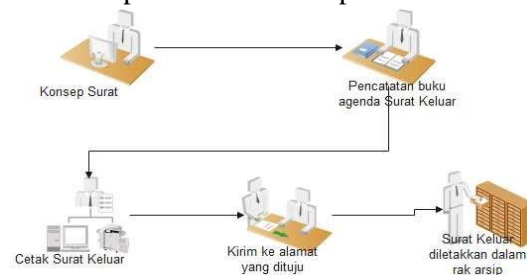 Konsep Surat
Pencatatan buku
agenda Surat Keluar
Cetak Surat Keluar
Kirim ke alamat
yang dituju
Surat Keluar
diletakkan dalam
rak arsip